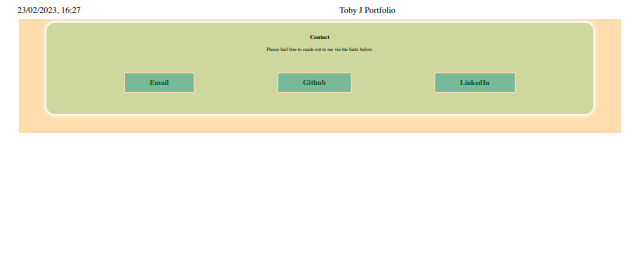 23/02/2023, 16:27 Toby J Portfolio
Contact
Please feel free to reach out to me via the links below.
Email Github LinkedIn